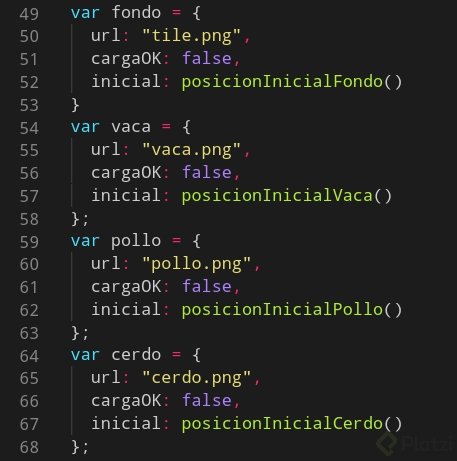 49 var fondo = {
50 url: "tile.png",
51 cargaOK: false,
52 inicial: posicionInicialFondo()
53 }
54 var vaca = {
55 url: "vaca.png",
56 cargaOK: false,
57 inicial: posicionInicialVaca()
58 };
59 var pollo = {
60 url: "pollo.png",
61 cargaOK: false,
62 inicial: posicionInicialPollo()
63 };
64 var cerdo = {
65 url: "cerdo.png",
66 cargaOK: false,
67 inicial: posicionInicialCerdo()
68 };
Platzi